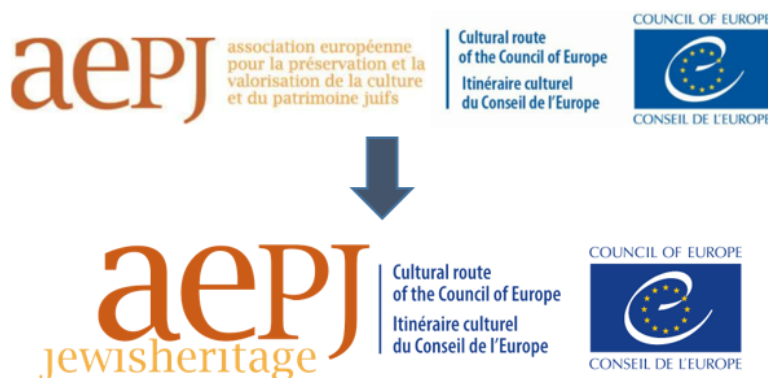 aePJ
association européenne
pour la préservation et la
valorisation de la culture
et du patrimoine juifs
Cultural route
of the Council of Europe
Itinéraire culturel
du Conseil de l'Europe
COUNCIL OF EUROPE
CONSEIL DE L'EUROPE
aePJ
jewisheritage
Cultural route
of the Council of Europe
Itinéraire culturel
du Conseil de l'Europe
COUNCIL OF EUROPE
CONSEIL DE L'EUROPE